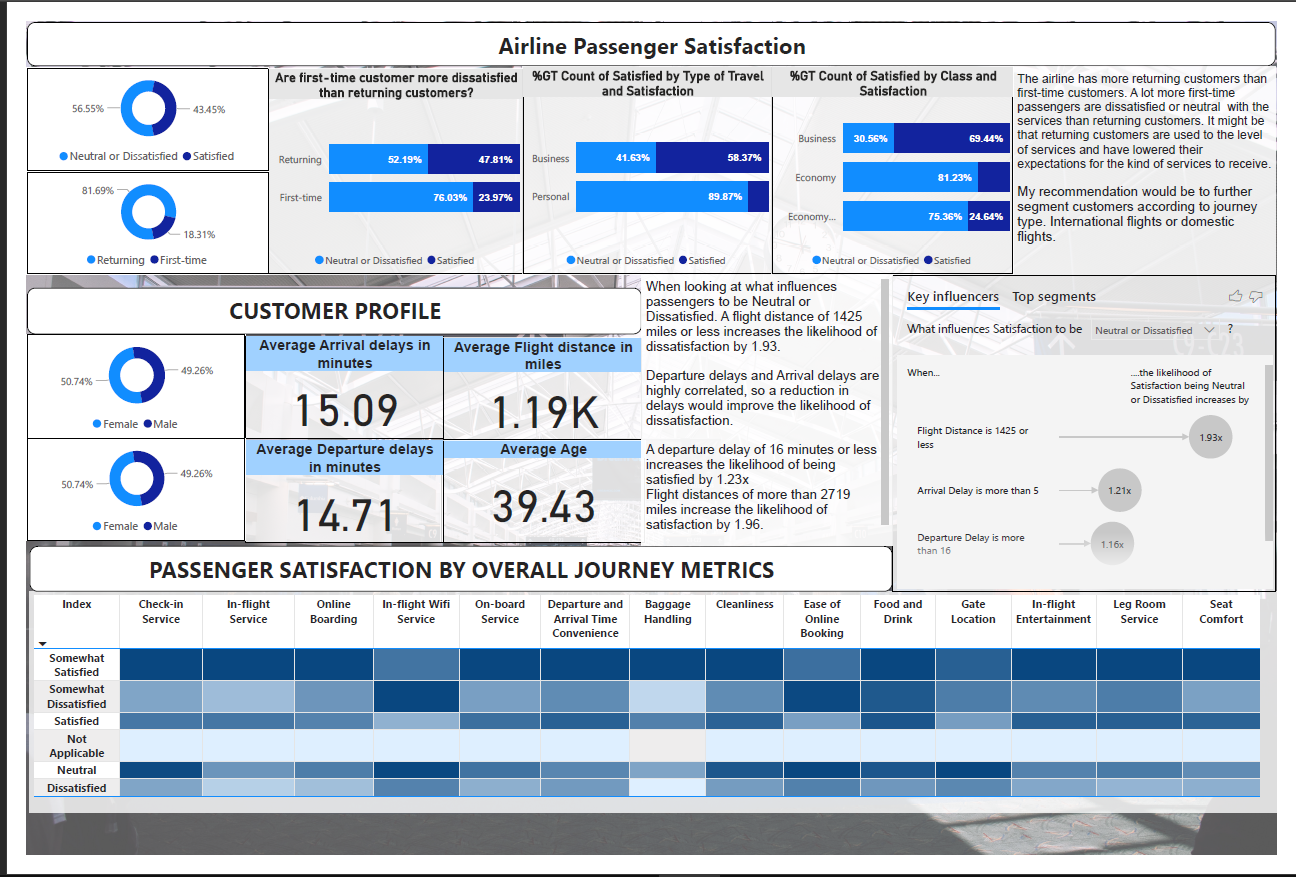 Airline Passenger Satisfaction
56.55%
43.45%
Neutral or Dissatisfied Satisfied
81.69%
18.31%
Returning First-time
Are first-time customer more dissatisfied
than returning customers?
Returning 52.19% 47.81%
First-time 76.03% 23.97%
Neutral or Dissatisfied Satisfied
%GT Count of Satisfied by Type of Travel
and Satisfaction
Business 41.63% 58.37%
Personal 89.87%
Neutral or Dissatisfied Satisfied
%GT Count of Satisfied by Class and
Satisfaction
Business 30.56% 69.44%
Economy 81.23%
Economy... 75.36% 24.64%
Neutral or Dissatisfied Satisfied
The airline has more returning customers than
first-time customers. A lot more first-time
passengers are dissatisfied or neutral with the
services than returning customers. It might be
that returning customers are used to the level
of services and have lowered their
expectations for the kind of services to receive.
My recommendation would be to further
segment customers according to journey
type. International flights or domestic
flights.
CUSTOMER PROFILE
50.74%
49.26%
Female Male
50.74%
49.26%
Female Male
Average Arrival delays in
minutes
15.09
Average Flight distance in
miles
1.19K
Average Departure delays
in minutes
14.71
Average Age
39.43
When looking at what influences
passengers to be Neutral or
Dissatisfied. A flight distance of 1425
miles or less increases the likelihood of
dissatisfaction by 1.93.
Departure delays and Arrival delays are
highly correlated, so a reduction in
delays would improve the likelihood of
dissatisfaction.
A departure delay of 16 minutes or less
increases the likelihood of being
satisfied by 1.23x
Flight distances of more than 2719
miles increase the likelihood of
satisfaction by 1.96.
Key influencers Top segments
What influences Satisfaction to be Neutral or Dissatisfied ?
When...
....the likelihood of
Satisfaction being Neutral
or Dissatisfied increases by
Flight Distance is 1425 or
less
1.93x
Arrival Delay is more than 5
1.21x
Departure Delay is more
than 16
1.16x
PASSENGER SATISFACTION BY OVERALL JOURNEY METRICS
Index
Check-in
Service
In-flight
Service
Online
Boarding
In-flight Wifi
Service
On-board
Service
Departure and
Arrival Time
Convenience
Baggage
Handling
Cleanliness
Ease of
Online
Booking
Food and
Drink
Gate
Location
In-flight
Entertainment
Leg Room
Service
Seat
Comfort
Somewhat
Satisfied
Somewhat
Dissatisfied
Satisfied
Not
Applicable
Neutral
Dissatisfied